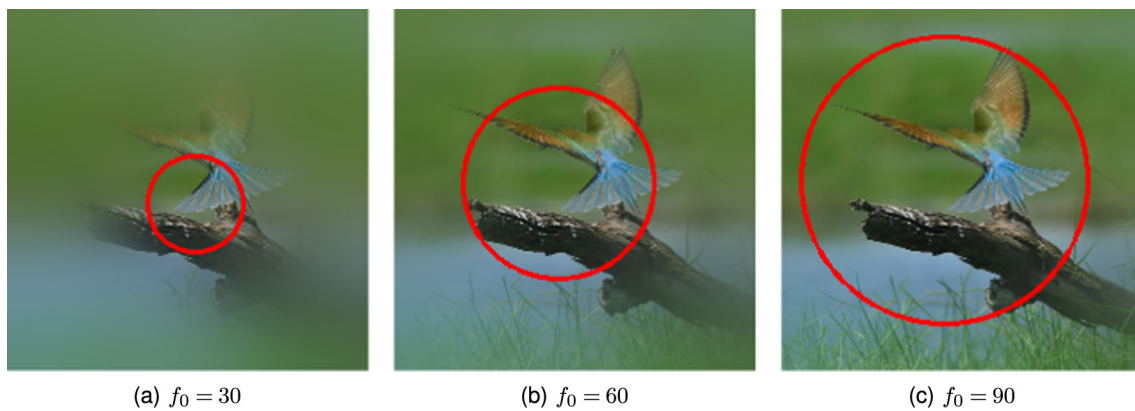 (a) f₀ = 30
(b) f₀ = 60
(c) f₀ = 90